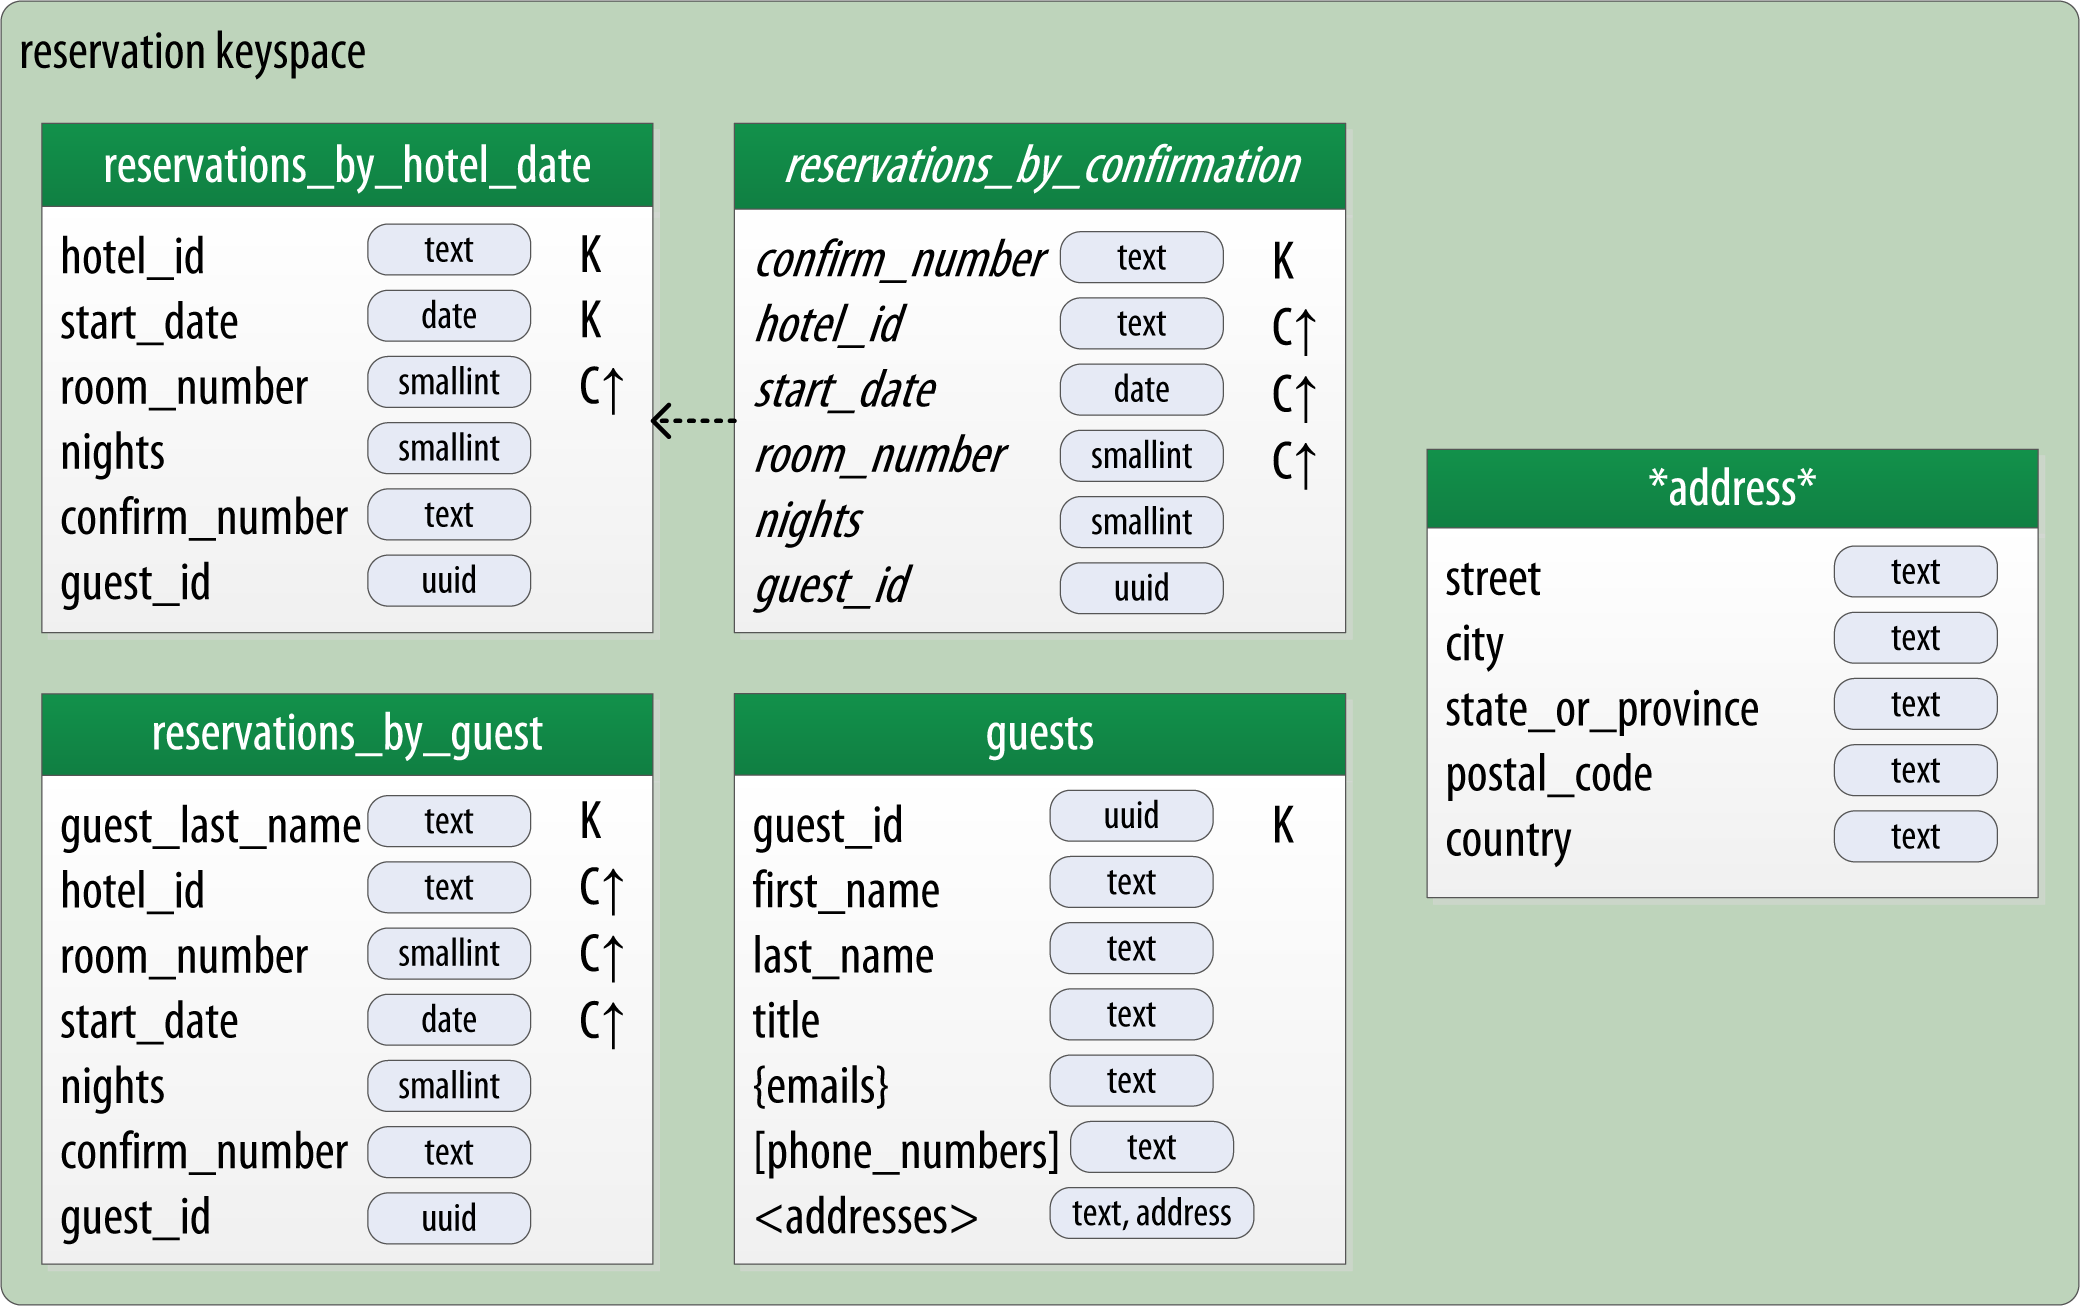 reservation keyspace
reservations_by_hotel_date
hotel_id text K
start_date date K
room_number smallint C↑
nights smallint
confirm_number text
guest_id uuid
reservations_by_confirmation
confirm_number text K
hotel_id text C↑
start_date date C↑
room_number smallint C↑
nights smallint
guest_id uuid
*address*
street text
city text
state_or_province text
postal_code text
country text
reservations_by_guest
guest_last_name text K
hotel_id text C↑
room_number smallint C↑
start_date date C↑
nights smallint
confirm_number text
guest_id uuid
guests
guest_id uuid K
first_name text
last_name text
title text
{emails} text
[phone_numbers] text
<addresses> text, address